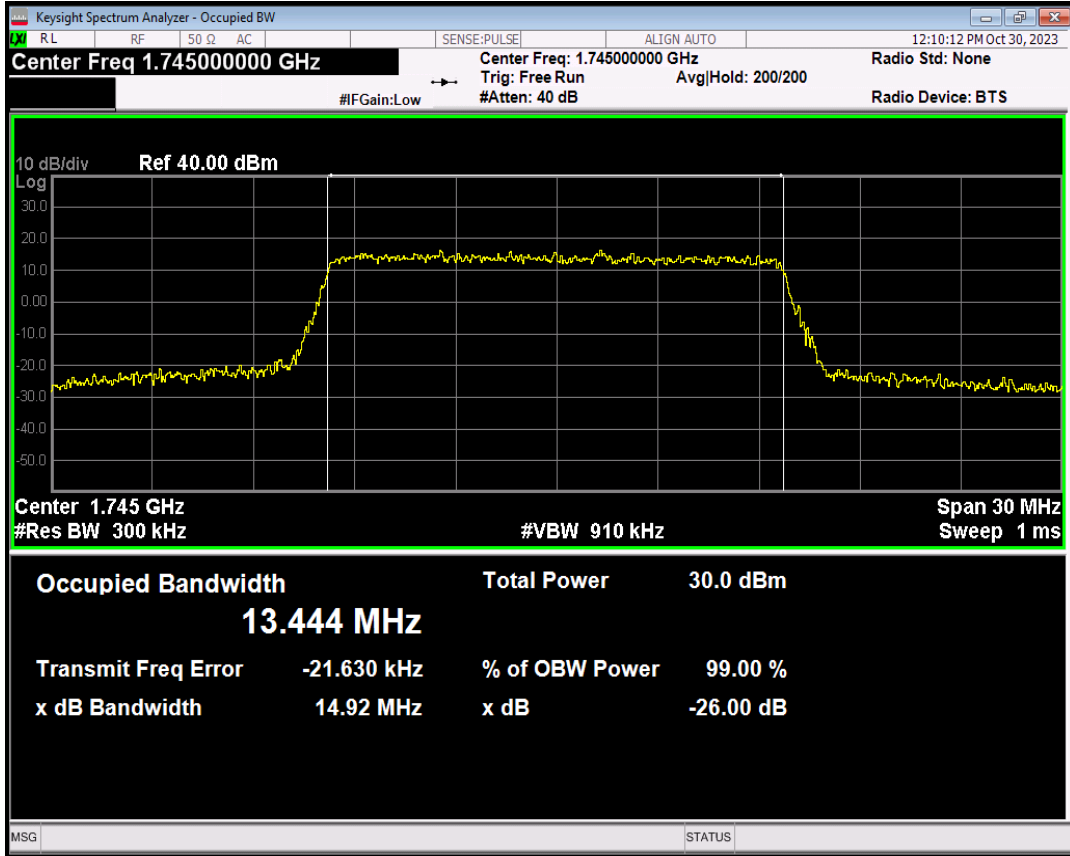 Keysight Spectrum Analyzer - Occupied BW
LXI RL RF 50 Ω AC SENSE:PULSE ALIGN AUTO 12:10:12 PM Oct 30, 2023
Center Freq 1.745000000 GHz Center Freq: 1.745000000 GHz Radio Std: None
Trig: Free Run Avg|Hold: 200/200
#IFGain:Low #Atten: 40 dB Radio Device: BTS
10 dB/div Ref 40.00 dBm
Log
30.0
20.0
10.0
0.00
-10.0
-20.0
-30.0
-40.0
-50.0
Center 1.745 GHz Span 30 MHz
#Res BW 300 kHz #VBW 910 kHz Sweep 1 ms
Occupied Bandwidth Total Power 30.0 dBm
13.444 MHz
Transmit Freq Error -21.630 kHz % of OBW Power 99.00 %
x dB Bandwidth 14.92 MHz x dB -26.00 dB
MSG STATUS